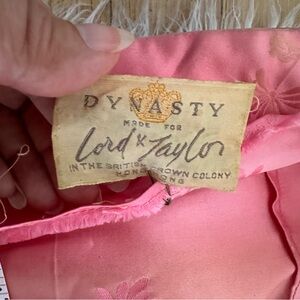 DYNASTY
MADE FOR
Lord & Taylor
IN THE BRITISH CROWN COLONY
HONG KONG